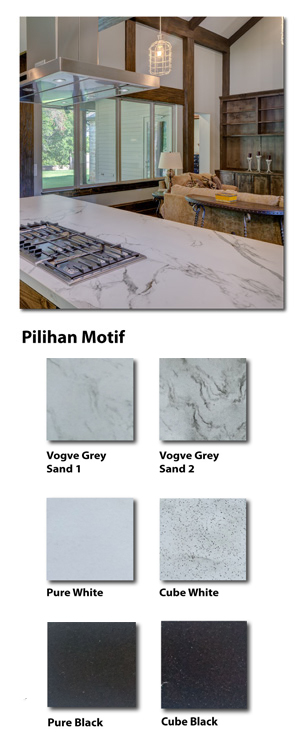 Pilihan Motif
Vogve Grey
Sand 1
Vogve Grey
Sand 2
Pure White
Cube White
Pure Black
Cube Black